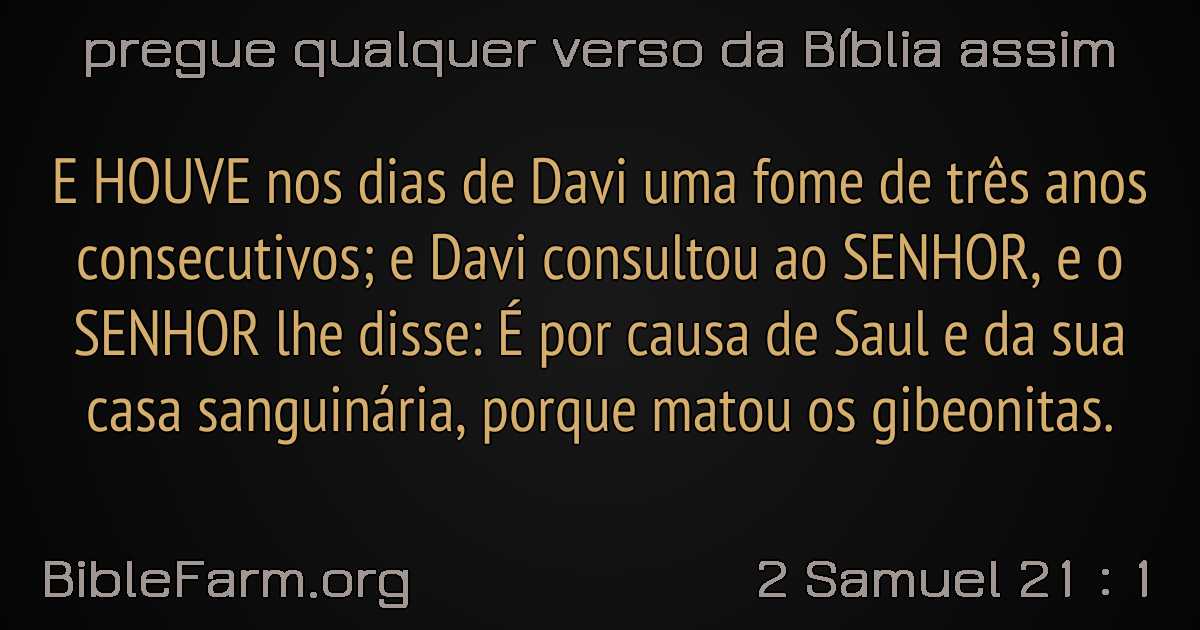 pregue qualquer verso da Bíblia assim
E HOUVE nos dias de Davi uma fome de três anos
consecutivos; e Davi consultou ao SENHOR, e o
SENHOR lhe disse: É por causa de Saul e da sua
casa sanguinária, porque matou os gibeonitas.
BibleFarm.org
2 Samuel 21 : 1